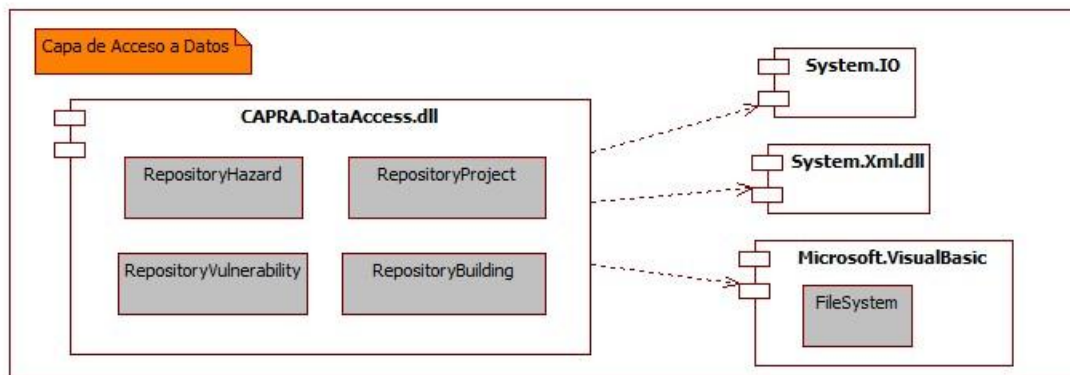 Capa de Acceso a Datos
CAPRA.DataAccess.dll
RepositoryHazard
RepositoryProject
RepositoryVulnerability
RepositoryBuilding
System.IO
System.Xml.dll
Microsoft.VisualBasic
FileSystem